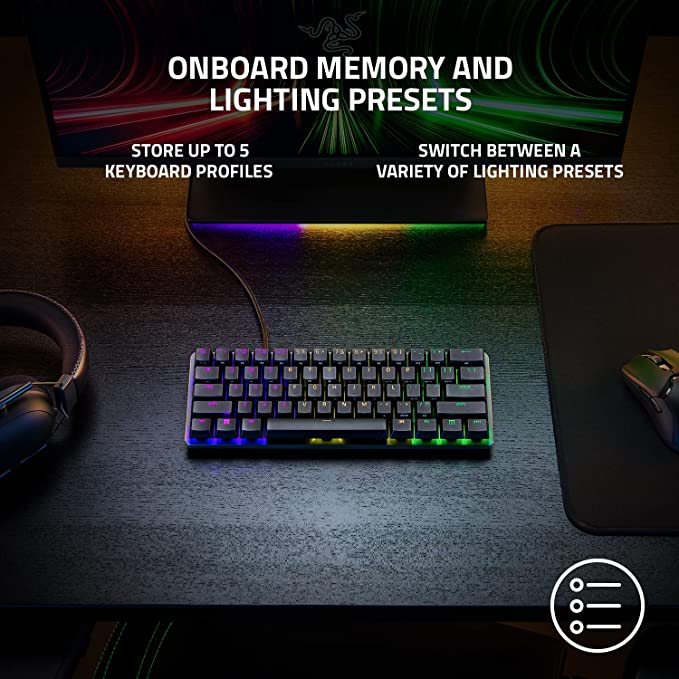 ONBOARD MEMORY AND
LIGHTING PRESETS
STORE UP TO 5
KEYBOARD PROFILES
SWITCH BETWEEN A
VARIETY OF LIGHTING PRESETS